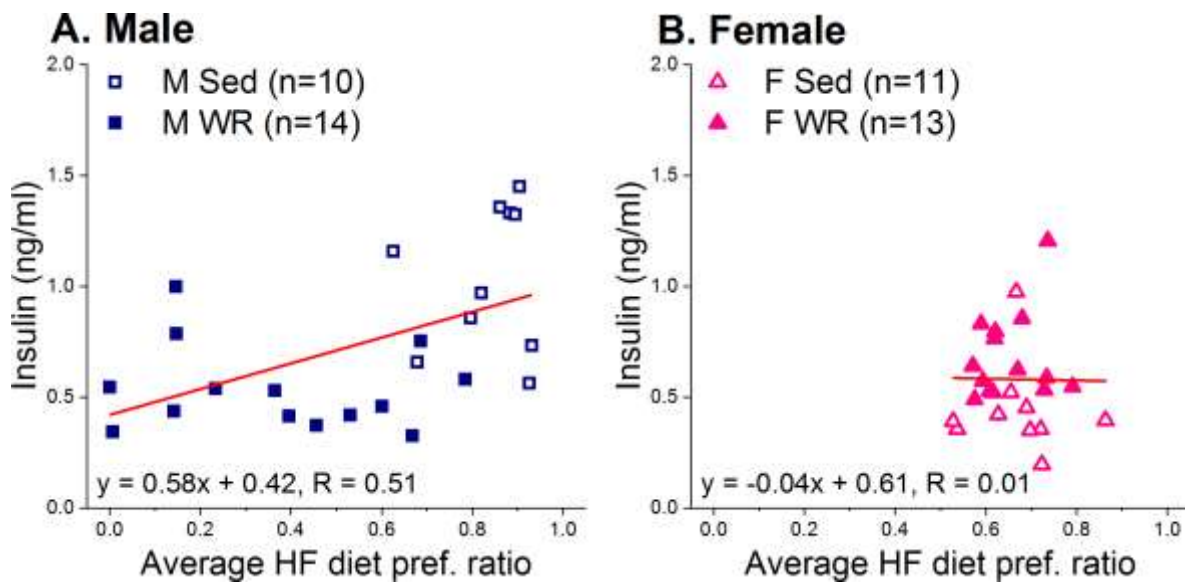 A. Male
2.0
M Sed (n=10)
M WR (n=14)
1.5
1.0
0.5
0.0
Insulin (ng/ml)
y = 0.58x + 0.42, R = 0.51
0.0 0.2 0.4 0.6 0.8 1.0
Average HF diet pref. ratio
B. Female
2.0
F Sed (n=11)
F WR (n=13)
1.5
1.0
0.5
0.0
Insulin (ng/ml)
y = -0.04x + 0.61, R = 0.01
0.0 0.2 0.4 0.6 0.8 1.0
Average HF diet pref. ratio